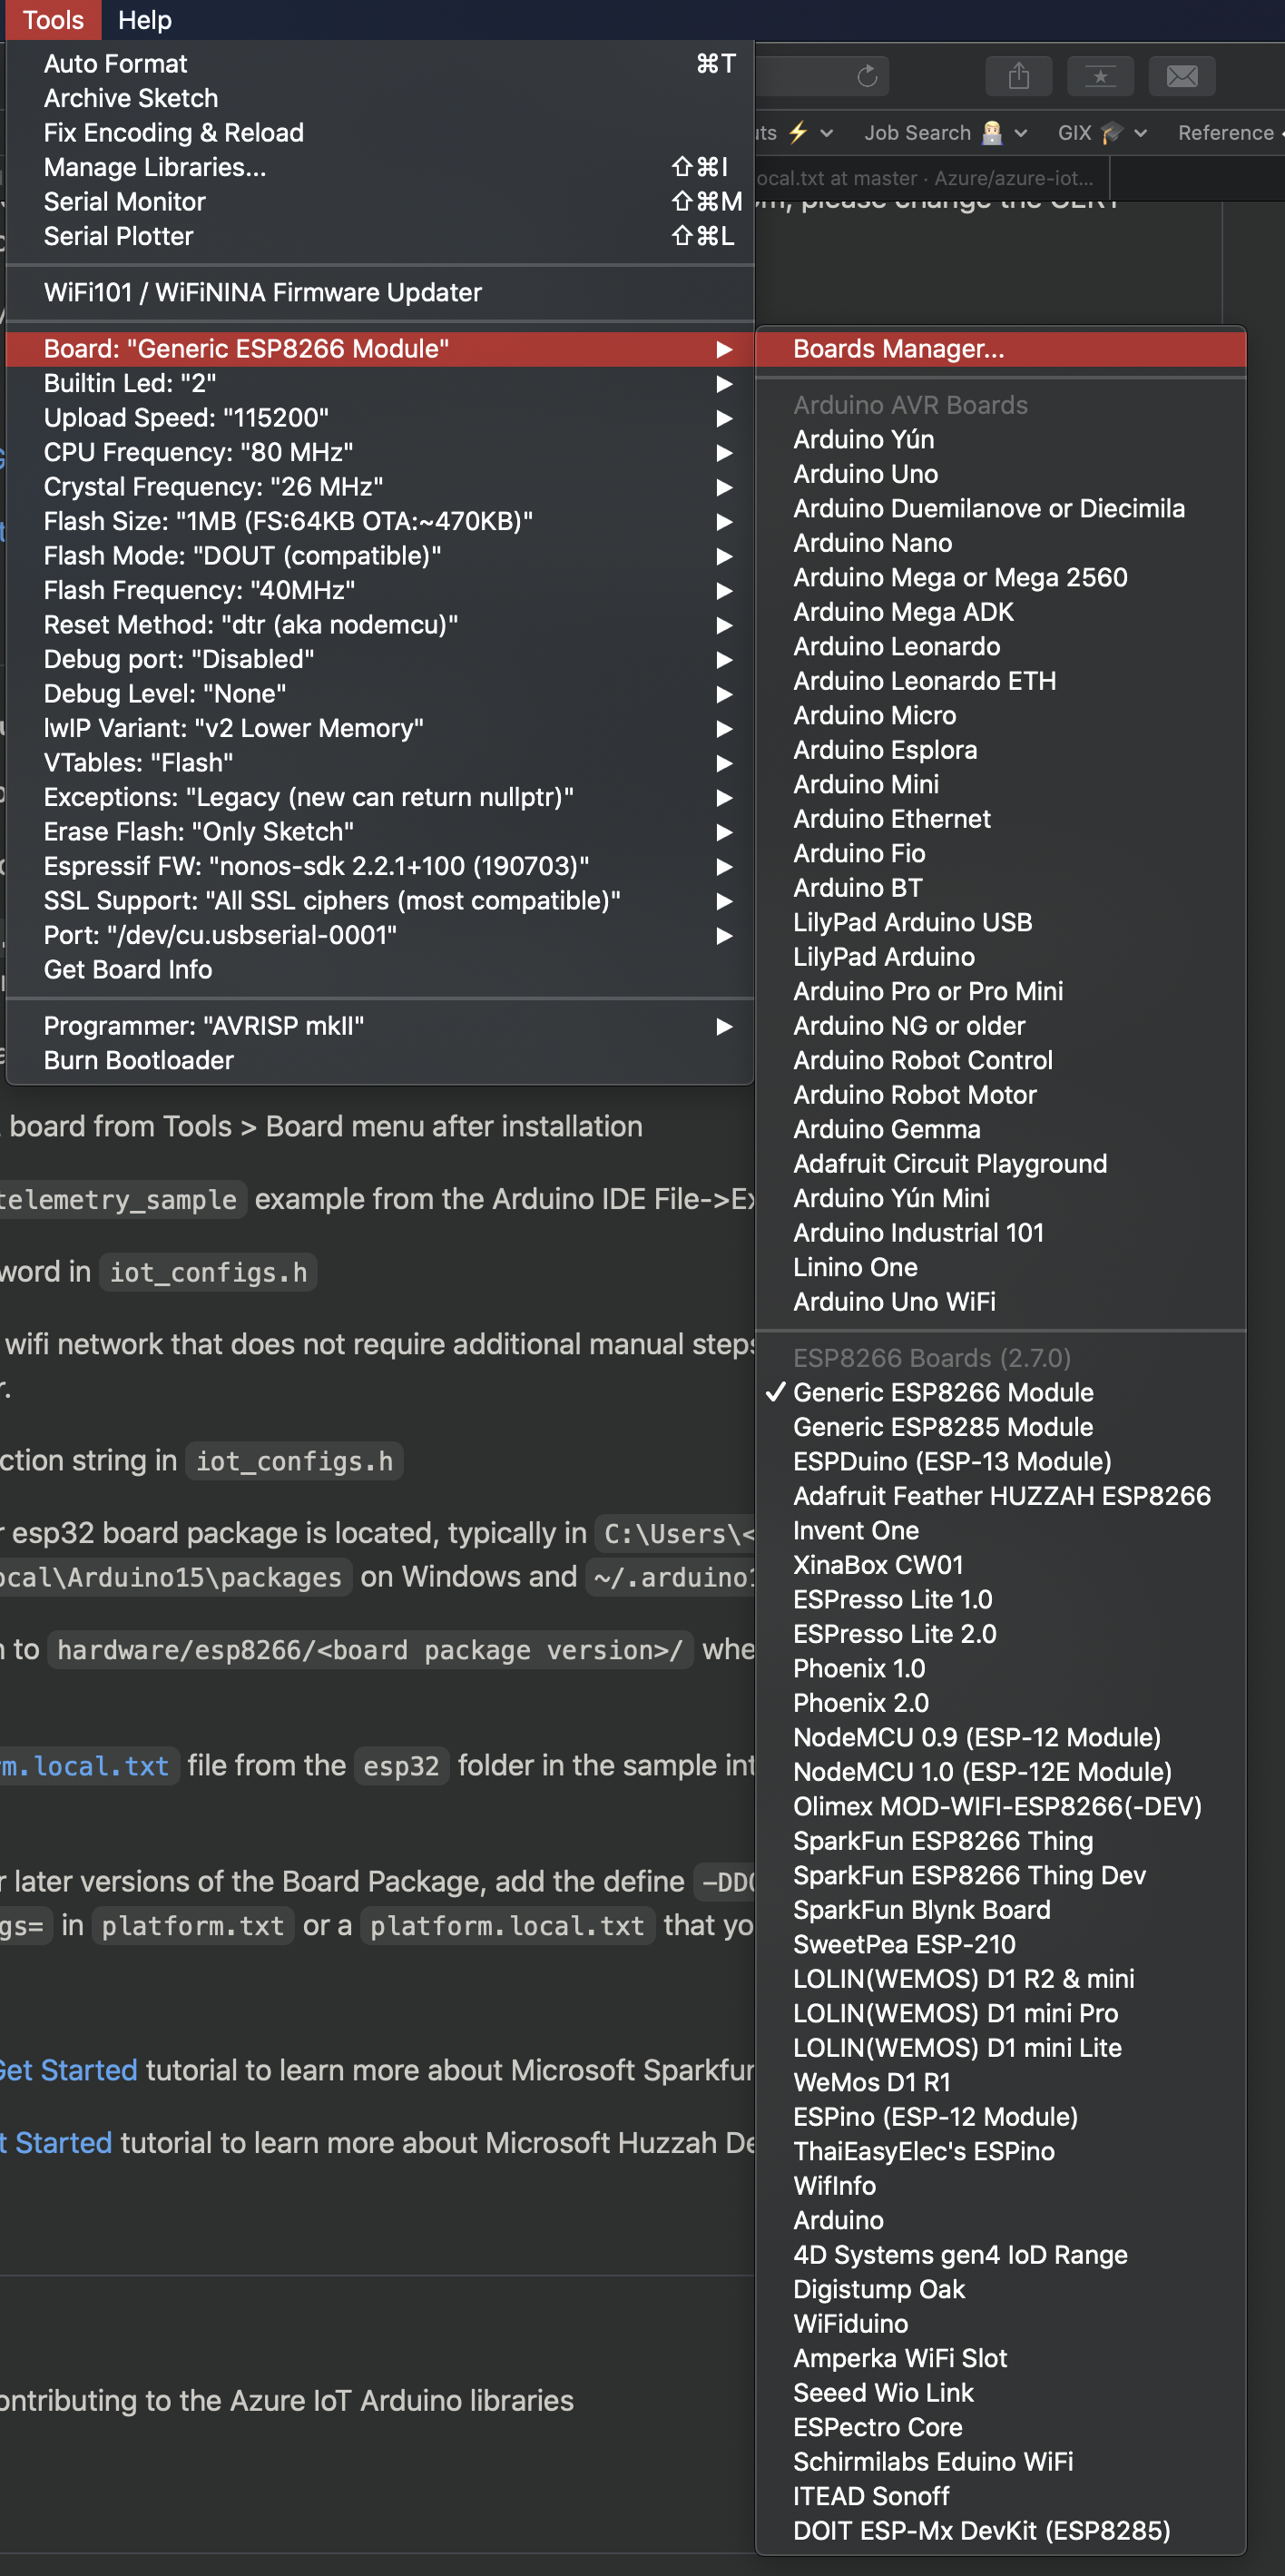 Tools Help
Auto Format ⌘T
Archive Sketch
Fix Encoding & Reload
Manage Libraries... ⇧⌘I
Serial Monitor ⇧⌘M
Serial Plotter ⇧⌘L
WiFi101 / WiFiNINA Firmware Updater
Board: "Generic ESP8266 Module"
Builtin Led: "2"
Upload Speed: "115200"
CPU Frequency: "80 MHz"
Crystal Frequency: "26 MHz"
Flash Size: "1MB (FS:64KB OTA:~470KB)"
Flash Mode: "DOUT (compatible)"
Flash Frequency: "40MHz"
Reset Method: "dtr (aka nodemcu)"
Debug port: "Disabled"
Debug Level: "None"
lwIP Variant: "v2 Lower Memory"
VTables: "Flash"
Exceptions: "Legacy (new can return nullptr)"
Erase Flash: "Only Sketch"
Espressif FW: "nonos-sdk 2.2.1+100 (190703)"
SSL Support: "All SSL ciphers (most compatible)"
Port: "/dev/cu.usbserial-0001"
Get Board Info
Programmer: "AVRISP mkII"
Burn Bootloader
Job Search GIX Reference
ocal.txt at master · Azure/azure-iot...
please change the CERT
Boards Manager...
Arduino AVR Boards
Arduino Yún
Arduino Uno
Arduino Duemilanove or Diecimila
Arduino Nano
Arduino Mega or Mega 2560
Arduino Mega ADK
Arduino Leonardo
Arduino Leonardo ETH
Arduino Micro
Arduino Esplora
Arduino Mini
Arduino Ethernet
Arduino Fio
Arduino BT
LilyPad Arduino USB
LilyPad Arduino
Arduino Pro or Pro Mini
Arduino NG or older
Arduino Robot Control
Arduino Robot Motor
Arduino Gemma
Adafruit Circuit Playground
Arduino Yún Mini
Arduino Industrial 101
Linino One
Arduino Uno WiFi
ESP8266 Boards (2.7.0)
✓ Generic ESP8266 Module
Generic ESP8285 Module
ESPDuino (ESP-13 Module)
Adafruit Feather HUZZAH ESP8266
Invent One
XinaBox CW01
ESPresso Lite 1.0
ESPresso Lite 2.0
Phoenix 1.0
Phoenix 2.0
NodeMCU 0.9 (ESP-12 Module)
NodeMCU 1.0 (ESP-12E Module)
Olimex MOD-WIFI-ESP8266(-DEV)
SparkFun ESP8266 Thing
SparkFun ESP8266 Thing Dev
SparkFun Blynk Board
SweetPea ESP-210
LOLIN(WEMOS) D1 R2 & mini
LOLIN(WEMOS) D1 mini Pro
LOLIN(WEMOS) D1 mini Lite
WeMos D1 R1
ESPino (ESP-12 Module)
ThaiEasyElec's ESPino
WifInfo
Arduino
4D Systems gen4 IoD Range
Digistump Oak
WiFiduino
Amperka WiFi Slot
Seeed Wio Link
ESPectro Core
Schirmilabs Eduino WiFi
ITEAD Sonoff
DOIT ESP-Mx DevKit (ESP8285)
board from Tools > Board menu after installation
telemetry_sample example from the Arduino IDE File->Ex
word in iot_configs.h
wifi network that does not require additional manual steps
r.
ction string in iot_configs.h
r esp32 board package is located, typically in C:\Users\<
ocal\Arduino15\packages on Windows and ~/.arduino1
to hardware/esp8266/<board package version>/ whe
m.local.txt file from the esp32 folder in the sample int
r later versions of the Board Package, add the define -DDO
gs= in platform.txt or a platform.local.txt that yo
Get Started tutorial to learn more about Microsoft Sparkfun
t Started tutorial to learn more about Microsoft Huzzah De
ontributing to the Azure IoT Arduino libraries